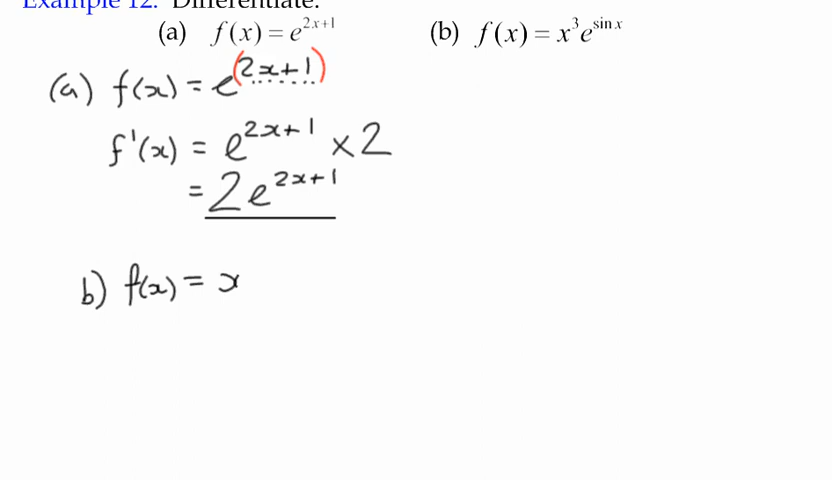 Example 12. Differentiate:
(a) f(x) = e^{2x+1} (b) f(x) = x^3 e^{sin x}
(a) f(x) = e^{(2x+1)}
f'(x) = e^{2x+1} × 2
= 2e^{2x+1}
b) f(x) = x